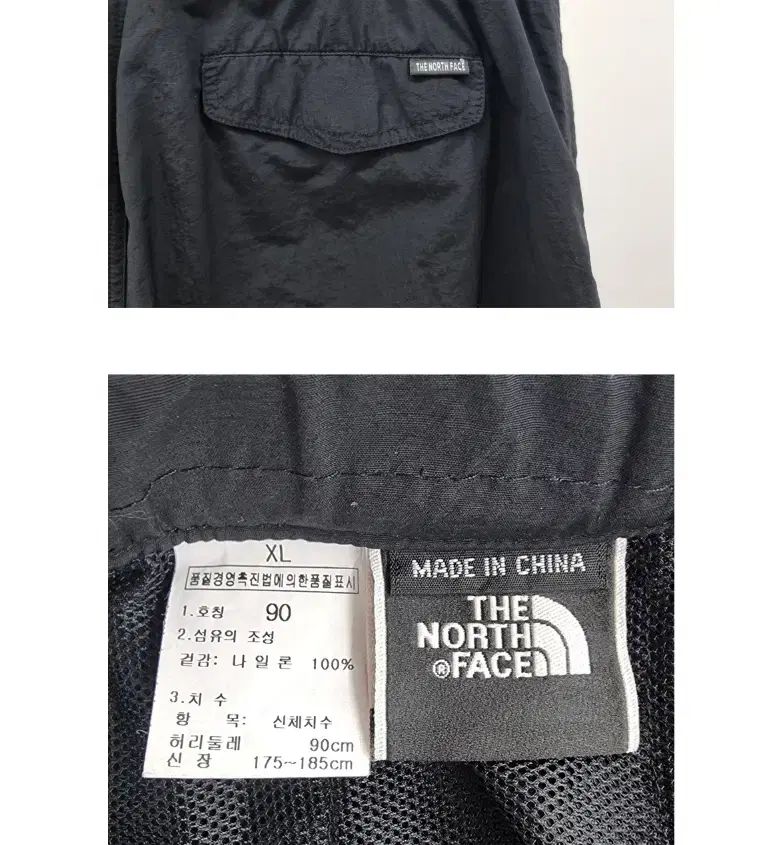 THE NORTH FACE
XL
품질경영촉진법에의한품질표시
1.호칭 90
2.섬유의 조성
겉감: 나 일 론 100%
3.치 수
항 목: 신체치수
허리둘레 90cm
신 장 175~185cm
MADE IN CHINA
THE
NORTH
®FACE